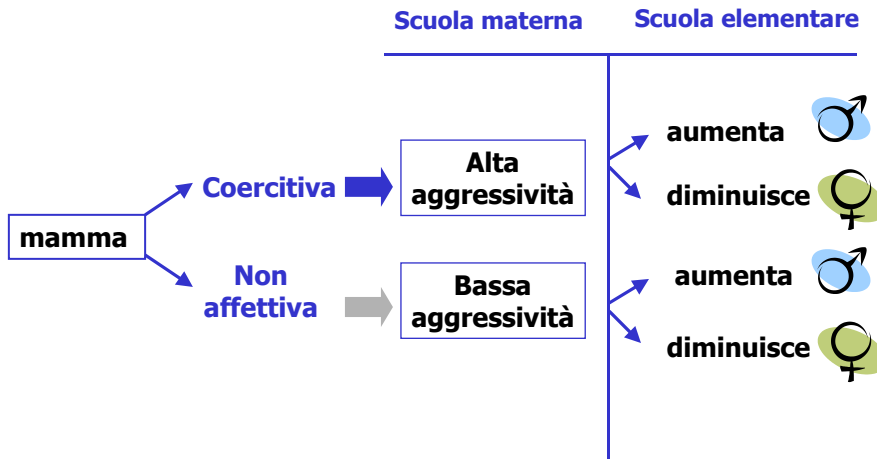 Scuola materna
Scuola elementare
mamma
Coercitiva
Alta
aggressività
aumenta
diminuisce
Non
affettiva
Bassa
aggressività
aumenta
diminuisce